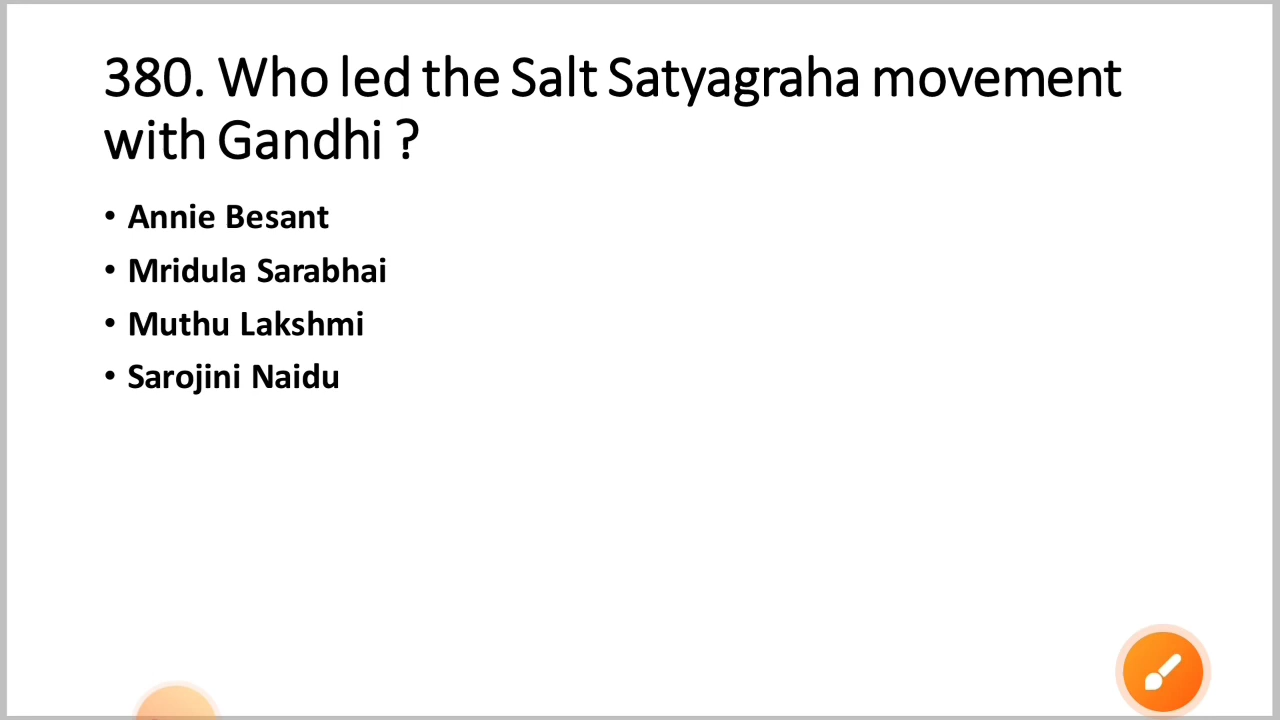 380. Who led the Salt Satyagraha movement
with Gandhi ?
• Annie Besant
• Mridula Sarabhai
• Muthu Lakshmi
• Sarojini Naidu